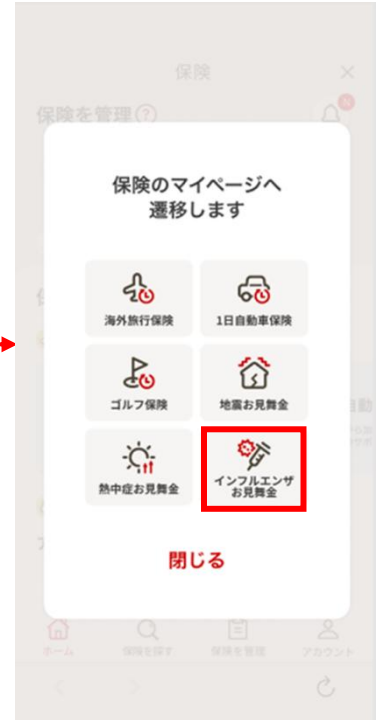 保険
保険を管理?
N
保険のマイページへ
遷移します
海外旅行保険
1日自動車保険
ゴルフ保険
地震お見舞金
熱中症お見舞金
インフルエンザ
お見舞金
閉じる
ホーム
保険を探す
保険を管理
アカウント